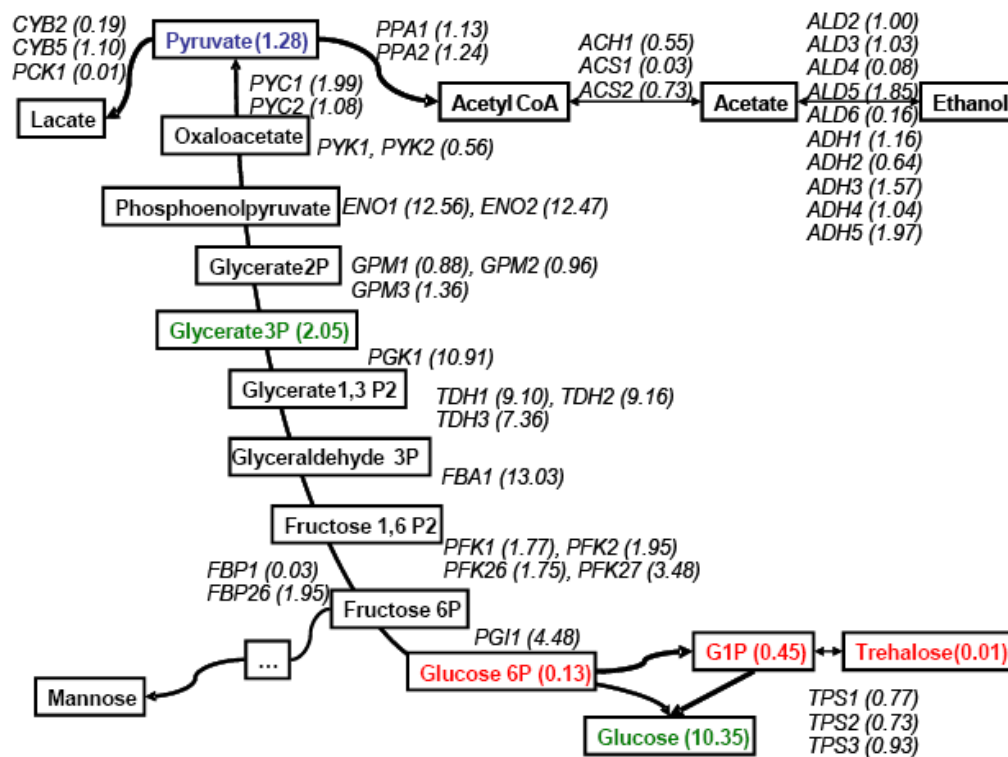 CYB2 (0.19)
CYB5 (1.10)
PCK1 (0.01)
Pyruvate (1.28)
PPA1 (1.13)
PPA2 (1.24)
ACH1 (0.55)
ACS1 (0.03)
ACS2 (0.73)
ALD2 (1.00)
ALD3 (1.03)
ALD4 (0.08)
ALD5 (1.85)
ALD6 (0.16)
ADH1 (1.16)
ADH2 (0.64)
ADH3 (1.57)
ADH4 (1.04)
ADH5 (1.97)
Lacate
PYC1 (1.99)
PYC2 (1.08)
Acetyl CoA
Acetate
Ethanol
Oxaloacetate
PYK1, PYK2 (0.56)
Phosphoenolpyruvate
ENO1 (12.56), ENO2 (12.47)
Glycerate2P
GPM1 (0.88), GPM2 (0.96)
GPM3 (1.36)
Glycerate3P (2.05)
PGK1 (10.91)
Glycerate1,3 P2
TDH1 (9.10), TDH2 (9.16)
TDH3 (7.36)
Glyceraldehyde 3P
FBA1 (13.03)
Fructose 1,6 P2
PFK1 (1.77), PFK2 (1.95)
PFK26 (1.75), PFK27 (3.48)
FBP1 (0.03)
FBP26 (1.95)
Fructose 6P
PGI1 (4.48)
...
Mannose
Glucose 6P (0.13)
G1P (0.45)
Trehalose(0.01)
Glucose (10.35)
TPS1 (0.77)
TPS2 (0.73)
TPS3 (0.93)